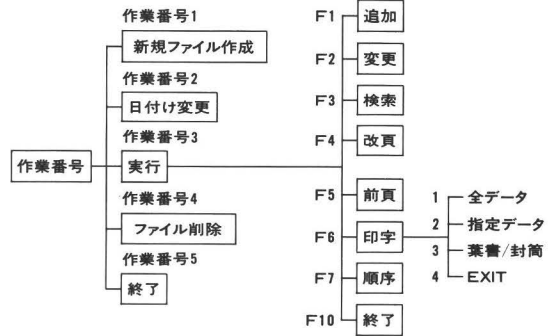 作業番号
作業番号1
新規ファイル作成
作業番号2
日付け変更
作業番号3
実行
作業番号4
ファイル削除
作業番号5
終了
F1 追加
F2 変更
F3 検索
F4 改頁
F5 前頁
F6 印字
F7 順序
F10 終了
1 全データ
2 指定データ
3 葉書/封筒
4 EXIT